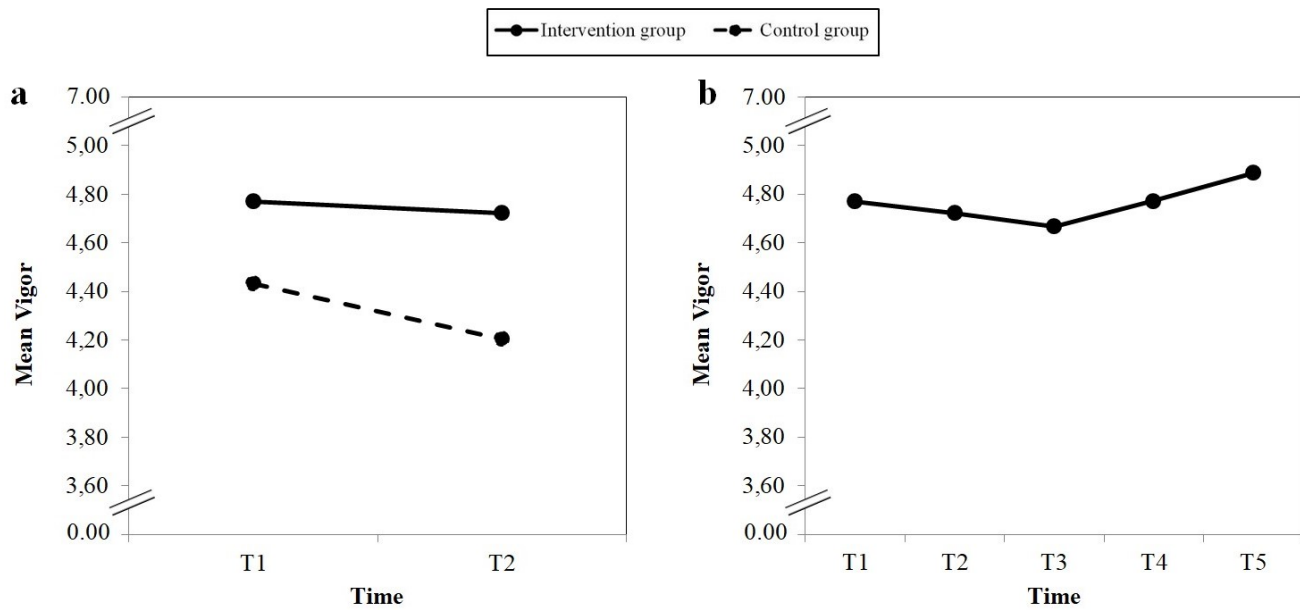 Intervention group Control group
a
7.00
5,00
4,80
4,60
4,40
4,20
4,00
3,80
3,60
0.00
Mean Vigor
T1 T2
Time
b
7.00
5,00
4,80
4,60
4,40
4,20
4,00
3,80
3,60
0.00
Mean Vigor
T1 T2 T3 T4 T5
Time